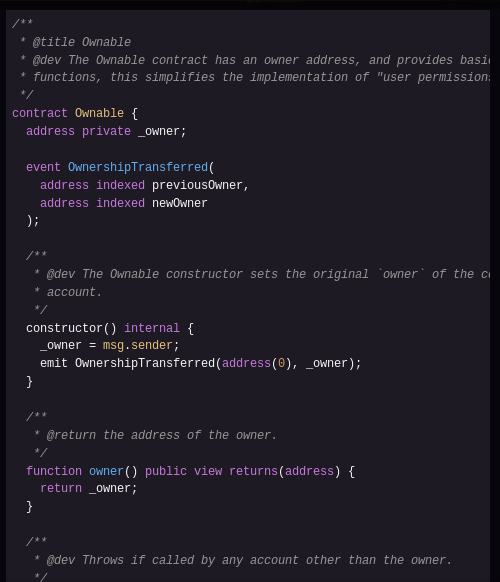 /**
 * @title Ownable
 * @dev The Ownable contract has an owner address, and provides
 * functions, this simplifies the implementation of "user permissions
 */
contract Ownable {
  address private _owner;

  event OwnershipTransferred(
    address indexed previousOwner,
    address indexed newOwner
  );

  /**
   * @dev The Ownable constructor sets the original `owner` of the
   * account.
   */
  constructor() internal {
    _owner = msg.sender;
    emit OwnershipTransferred(address(0), _owner);
  }

  /**
   * @return the address of the owner.
   */
  function owner() public view returns(address) {
    return _owner;
  }

  /**
   * @dev Throws if called by any account other than the owner.
   */